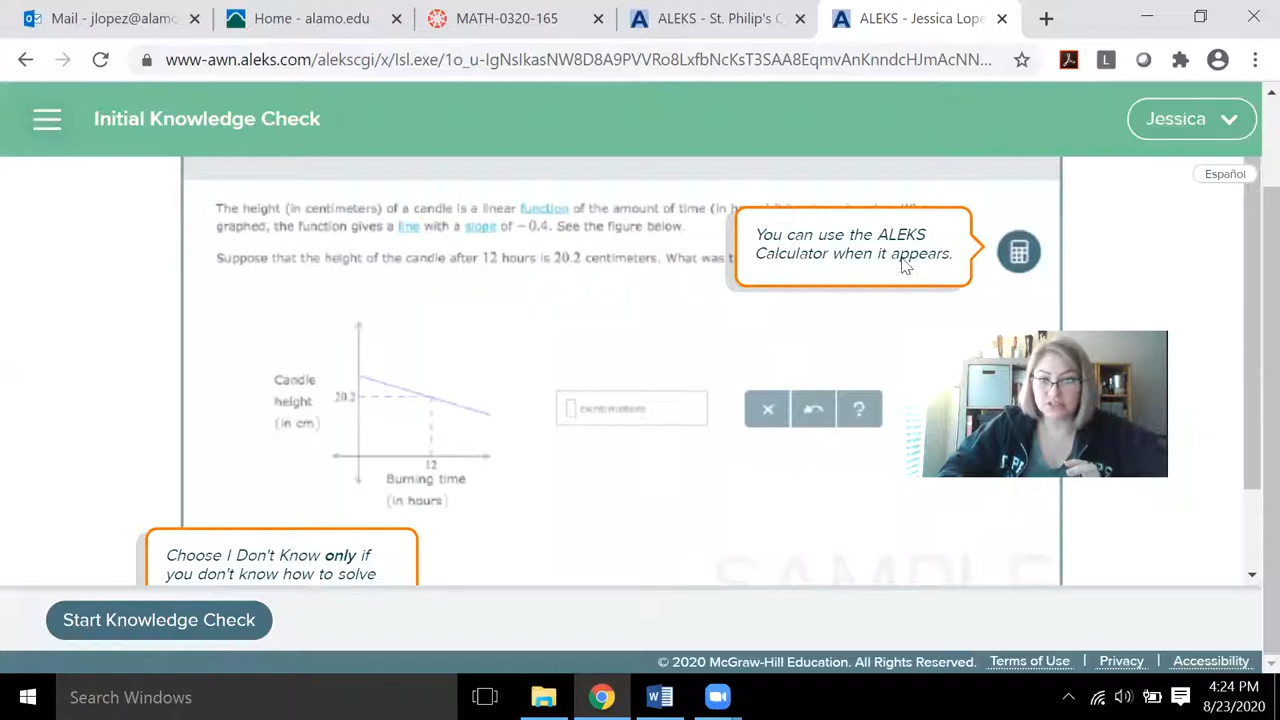 Mail - jlopez@alamo
Home - alamo.edu
MATH-0320-165
ALEKS - St. Philip's C
ALEKS - Jessica Lope
www-awn.aleks.com/alekscgi/x/Isl.exe/1o_u-IgNsIkasNW8D8A9PVVRo8LxfbNcKsT3SAA8EqmvAnKnndcHJmAcNN...
Initial Knowledge Check
Jessica
Español
The height (in centimeters) of a candle is a linear function of the amount of time (in
graphed, the function gives a line with a slope of −0.4. See the figure below.
Suppose that the height of the candle after 12 hours is 20.2 centimeters. What was
You can use the ALEKS
Calculator when it appears.
Candle
height
(in cm)
20.2
12
Burning time
(in hours)
centimeters
?
Choose I Don't Know only if
you don't know how to solve
SAMPLE
Start Knowledge Check
© 2020 McGraw-Hill Education. All Rights Reserved.
Terms of Use
Privacy
Accessibility
Search Windows
4:24 PM
8/23/2020